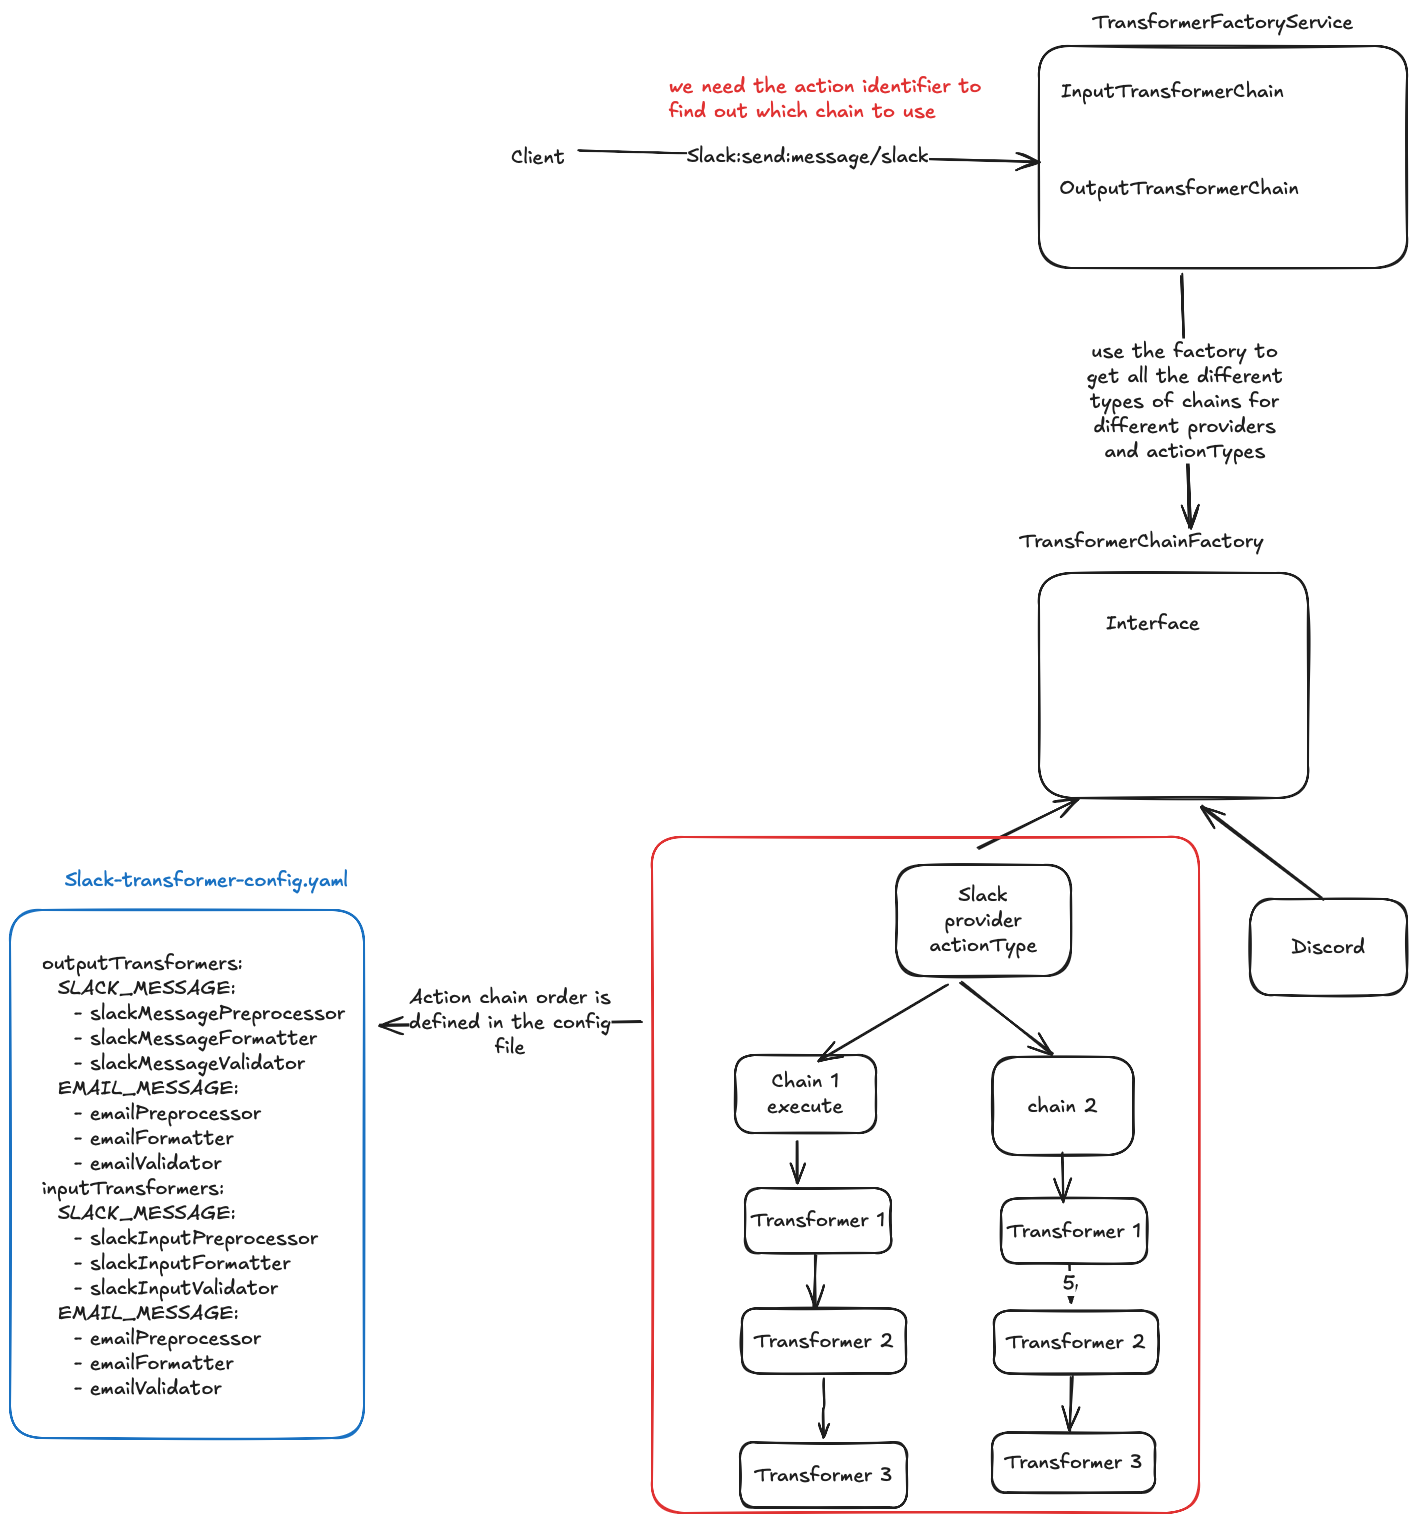 TransformerFactoryService
we need the action identifier to
find out which chain to use
InputTransformerChain
Client
Slack:send:message/slack
OutputTransformerChain
use the factory to
get all the different
types of chains for
different providers
and actionTypes
TransformerChainFactory
Interface
Slack-transformer-config.yaml
outputTransformers:
SLACK_MESSAGE:
- slackMessagePreprocessor
- slackMessageFormatter
- slackMessageValidator
EMAIL_MESSAGE:
- emailPreprocessor
- emailFormatter
- emailValidator
inputTransformers:
SLACK_MESSAGE:
- slackInputPreprocessor
- slackInputFormatter
- slackInputValidator
EMAIL_MESSAGE:
- emailPreprocessor
- emailFormatter
- emailValidator
Action chain order is
defined in the config
file
Slack
provider
actionType
Discord
Chain 1
execute
chain 2
Transformer 1
Transformer 1
5,
Transformer 2
Transformer 2
Transformer 3
Transformer 3